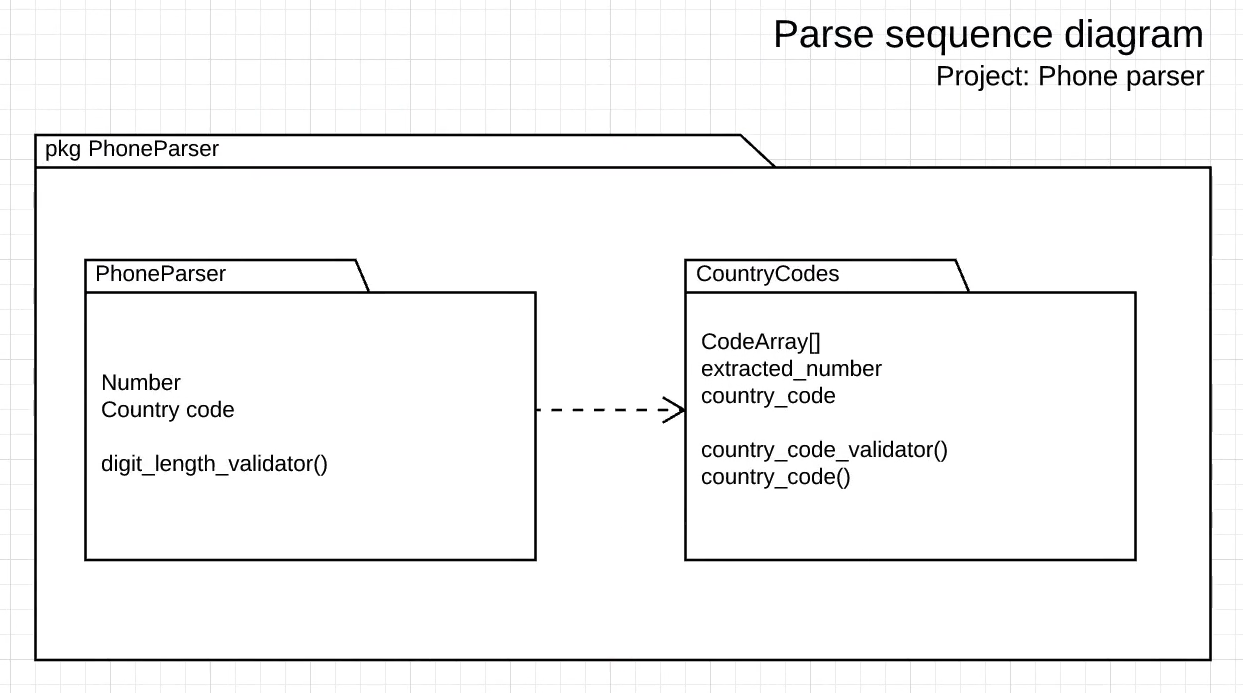 Parse sequence diagram
Project: Phone parser
pkg PhoneParser
PhoneParser
Number
Country code
digit_length_validator()
CountryCodes
CodeArray[]
extracted_number
country_code
country_code_validator()
country_code()